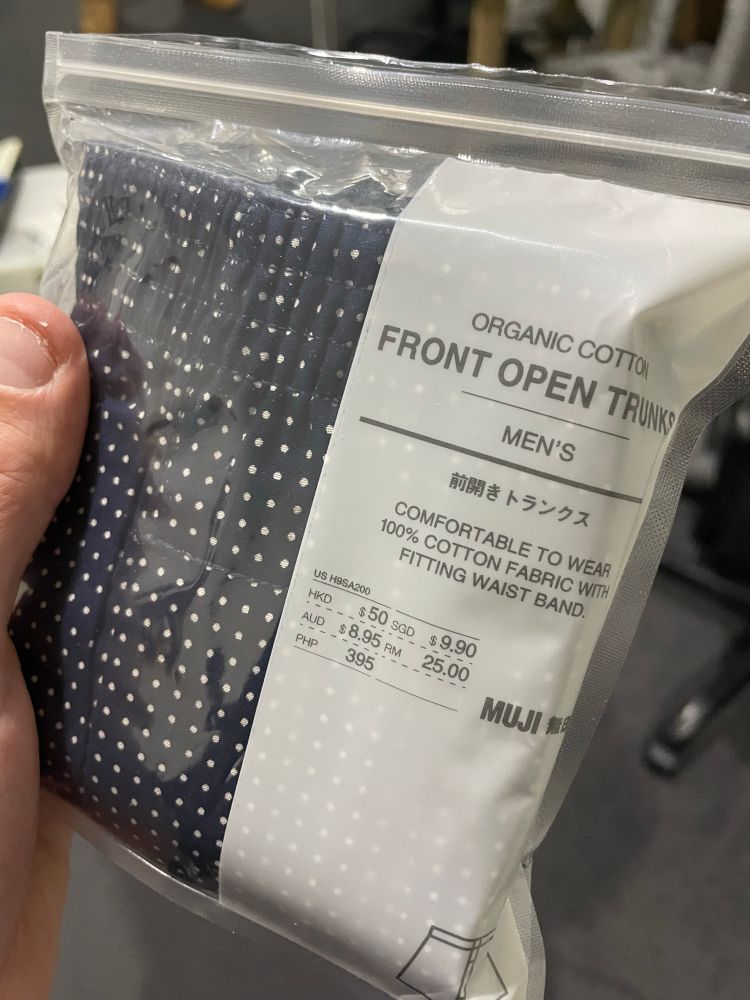 ORGANIC COTTON
FRONT OPEN TRUNKS
MEN'S
前開きトランクス
COMFORTABLE TO WEAR
100% COTTON FABRIC WITH
FITTING WAIST BAND.
US H9SA200
HKD $50 SGD $9.90
AUD $8.95 RM 25.00
PHP 395
MUJI 無